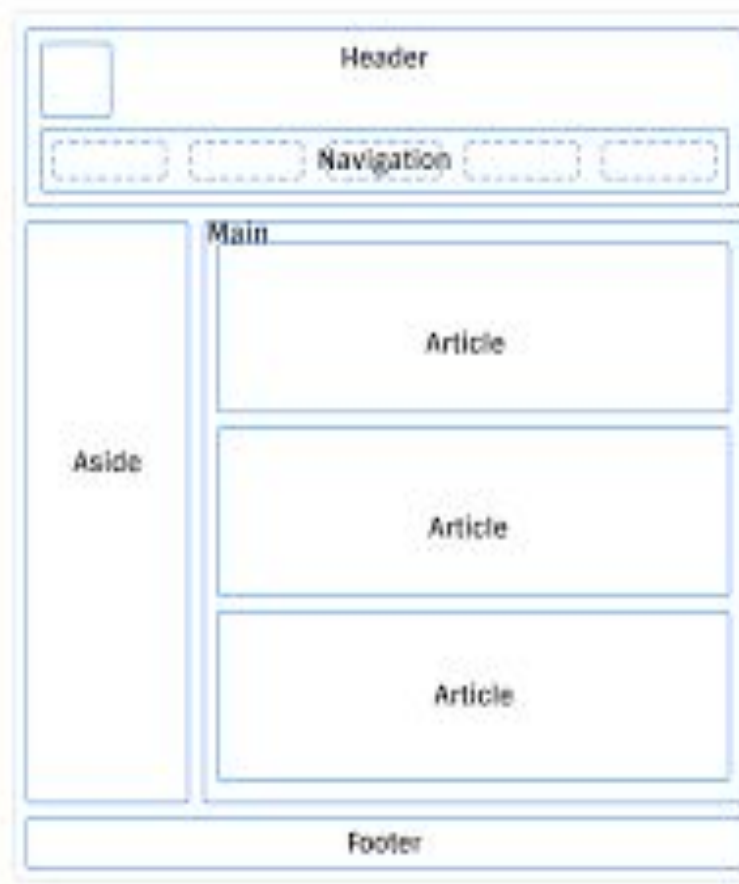 Header
Navigation
Main
Article
Aside
Article
Article
Footer